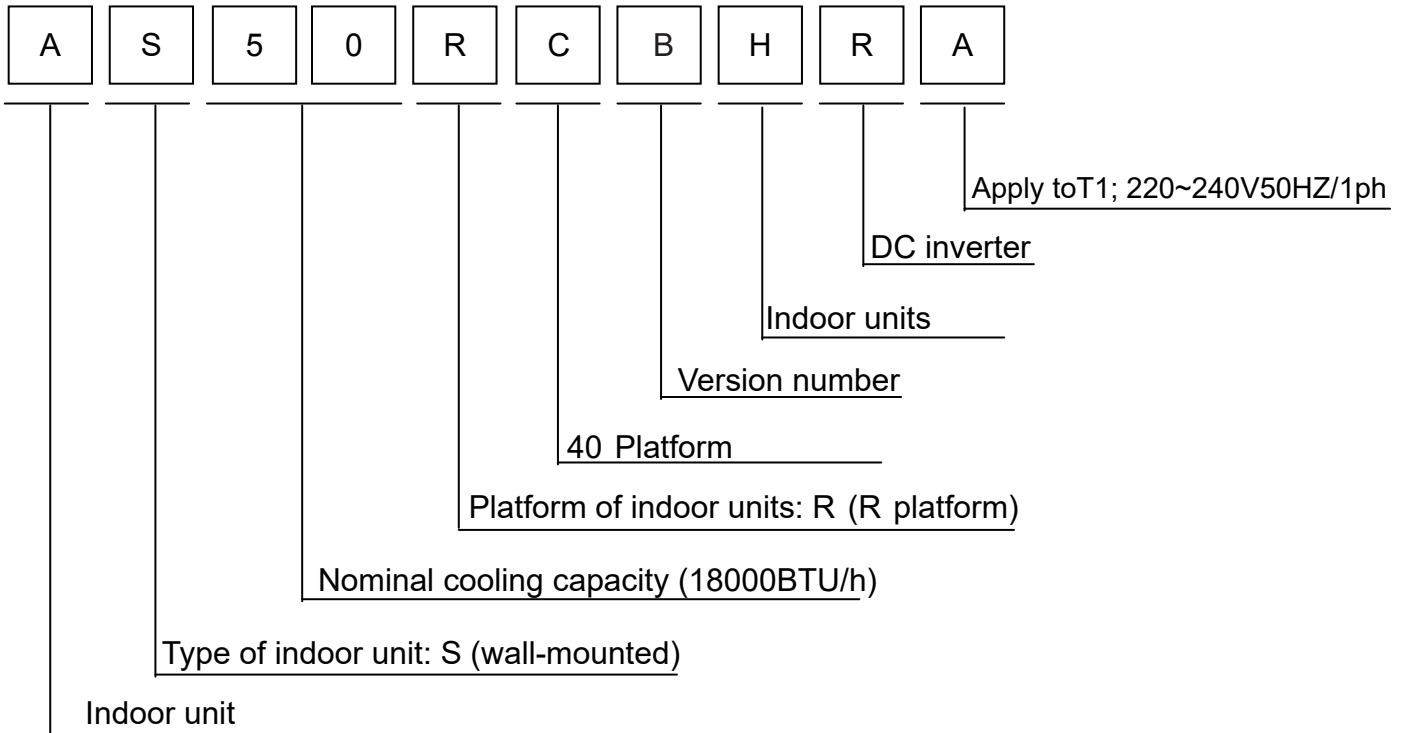 A S 5 0 R C B H R A
Apply toT1; 220~240V50HZ/1ph
DC inverter
Indoor units
Version number
40 Platform
Platform of indoor units: R (R platform)
Nominal cooling capacity (18000BTU/h)
Type of indoor unit: S (wall-mounted)
Indoor unit